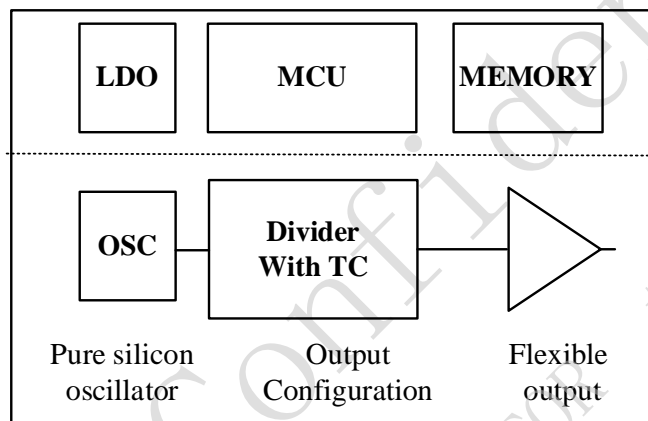 LDO
MCU
MEMORY
OSC
Divider
With TC
Pure silicon
oscillator
Output
Configuration
Flexible
output